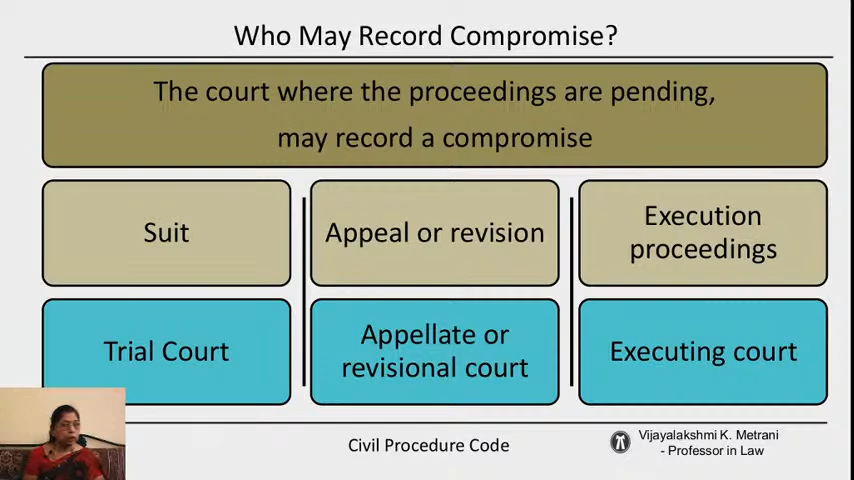 Who May Record Compromise?
The court where the proceedings are pending,
may record a compromise
Suit
Appeal or revision
Execution
proceedings
Trial Court
Appellate or
revisional court
Executing court
Civil Procedure Code
Vijayalakshmi K. Metrani
- Professor in Law